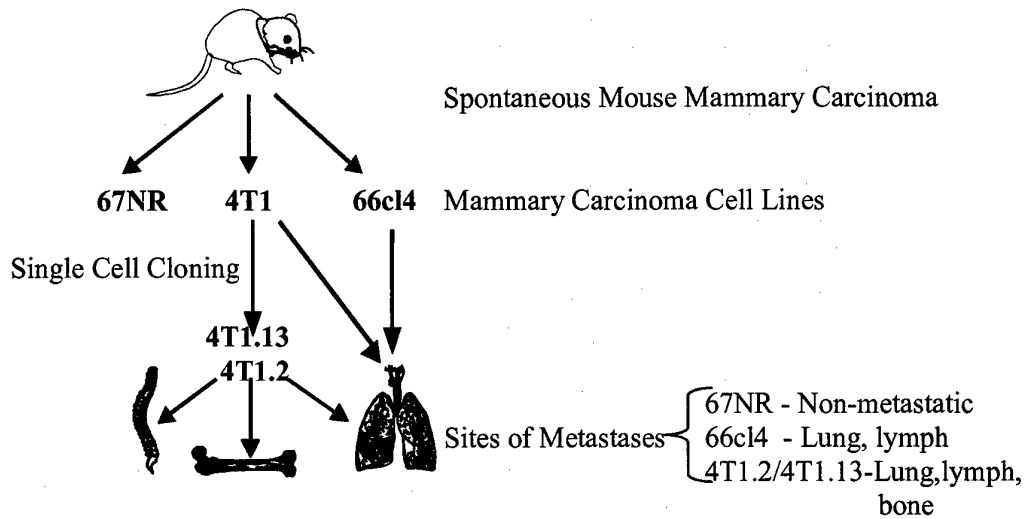 Spontaneous Mouse Mammary Carcinoma
67NR 4T1 66cl4 Mammary Carcinoma Cell Lines
Single Cell Cloning
4T1.13
4T1.2
Sites of Metastases
67NR - Non-metastatic
66cl4 - Lung, lymph
4T1.2/4T1.13-Lung,lymph,
bone